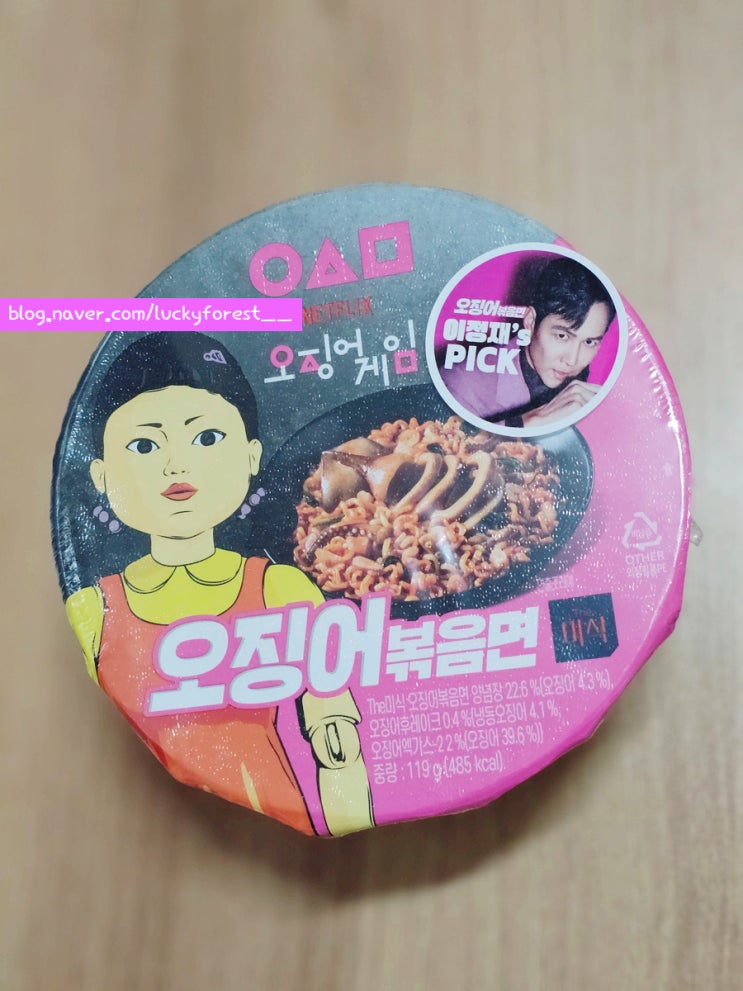 blog.naver.com/luckyforest__
NETFLIX
오징어게임
오징어볶음면
이정재's
PICK
오징어볶음면
The미식
The미식 오징어볶음면 양념장 22.6 %(오징어 4.3 %),
오징어후레이크 0.4 %(냉동오징어 4.1 %,
오징어엑기스-2 2 %(오징어 39.6 %))
중량 : 119 g (485 kcal)
OTHER